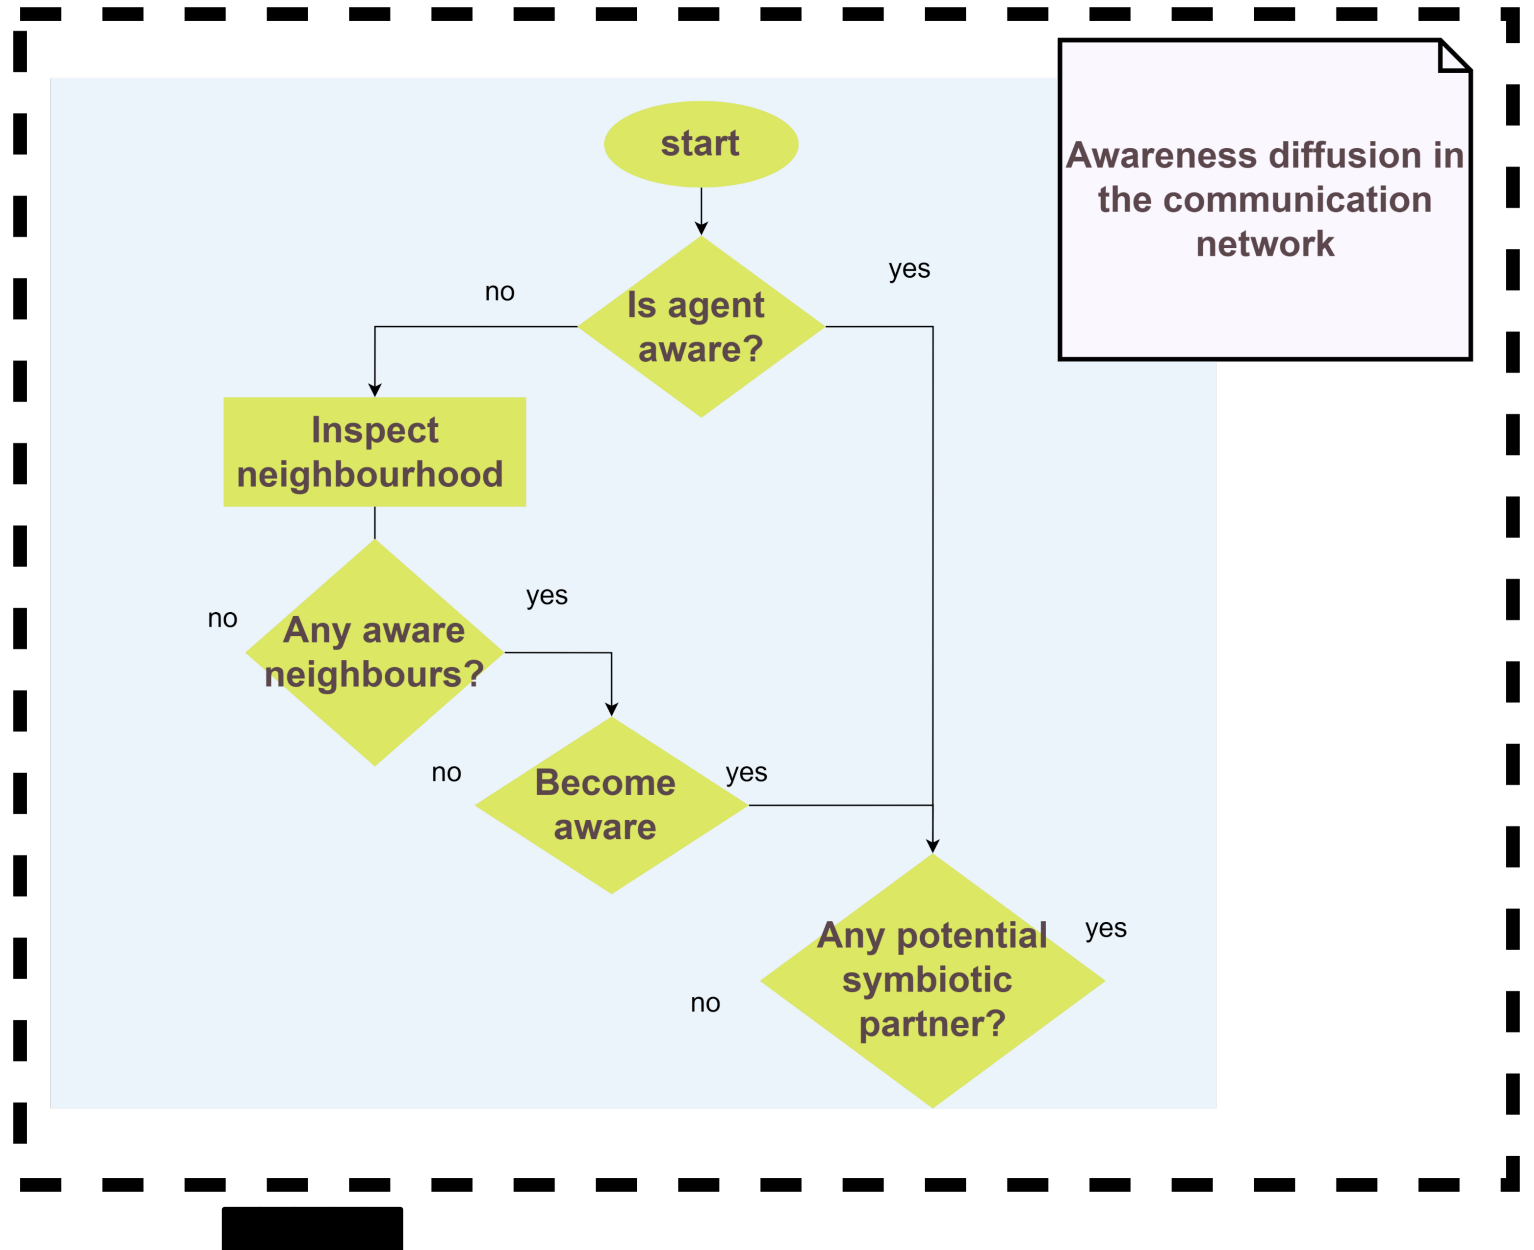 start
Awareness diffusion in
the communication
network
yes
no
Is agent
aware?
Inspect
neighbourhood
yes
no
Any aware
neighbours?
no
yes
Become
aware
yes
Any potential
symbiotic
partner?
no